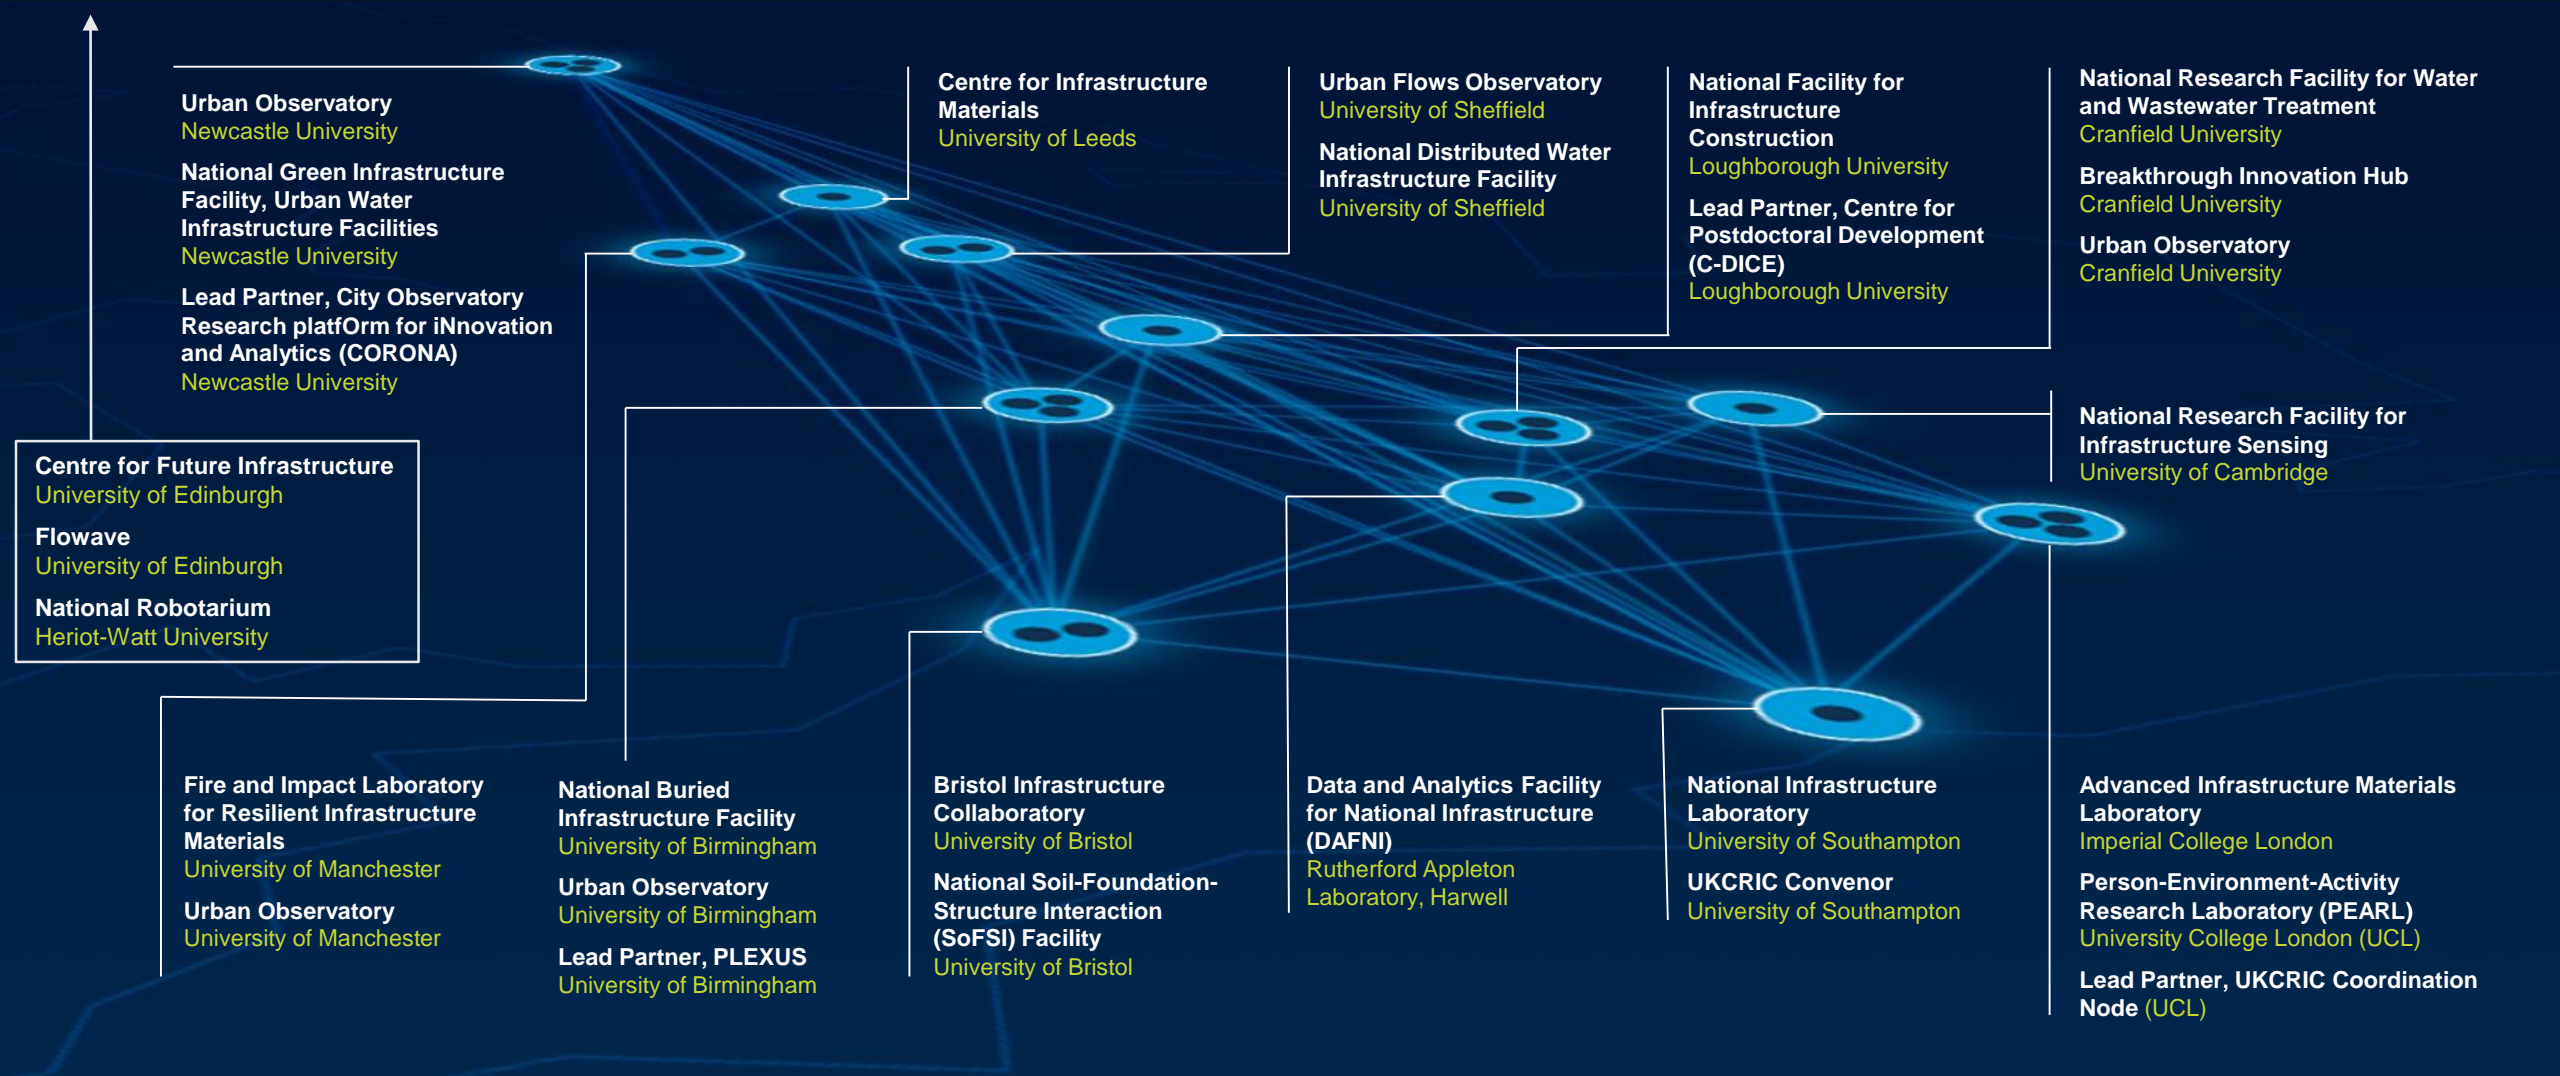 Urban Observatory
Newcastle University
National Green Infrastructure
Facility, Urban Water
Infrastructure Facilities
Newcastle University
Lead Partner, City Observatory
Research platfOrm for iNnovation
and Analytics (CORONA)
Newcastle University
Centre for Infrastructure
Materials
University of Leeds
Urban Flows Observatory
University of Sheffield
National Distributed Water
Infrastructure Facility
University of Sheffield
National Facility for
Infrastructure
Construction
Loughborough University
Lead Partner, Centre for
Postdoctoral Development
(C-DICE)
Loughborough University
National Research Facility for Water
and Wastewater Treatment
Cranfield University
Breakthrough Innovation Hub
Cranfield University
Urban Observatory
Cranfield University
National Research Facility for
Infrastructure Sensing
University of Cambridge
Centre for Future Infrastructure
University of Edinburgh
Flowave
University of Edinburgh
National Robotarium
Heriot-Watt University
Fire and Impact Laboratory
for Resilient Infrastructure
Materials
University of Manchester
Urban Observatory
University of Manchester
National Buried
Infrastructure Facility
University of Birmingham
Urban Observatory
University of Birmingham
Lead Partner, PLEXUS
University of Birmingham
Bristol Infrastructure
Collaboratory
University of Bristol
National Soil-Foundation-
Structure Interaction
(SoFSI) Facility
University of Bristol
Data and Analytics Facility
for National Infrastructure
(DAFNI)
Rutherford Appleton
Laboratory, Harwell
National Infrastructure
Laboratory
University of Southampton
UKCRIC Convenor
University of Southampton
Advanced Infrastructure Materials
Laboratory
Imperial College London
Person-Environment-Activity
Research Laboratory (PEARL)
University College London (UCL)
Lead Partner, UKCRIC Coordination
Node (UCL)